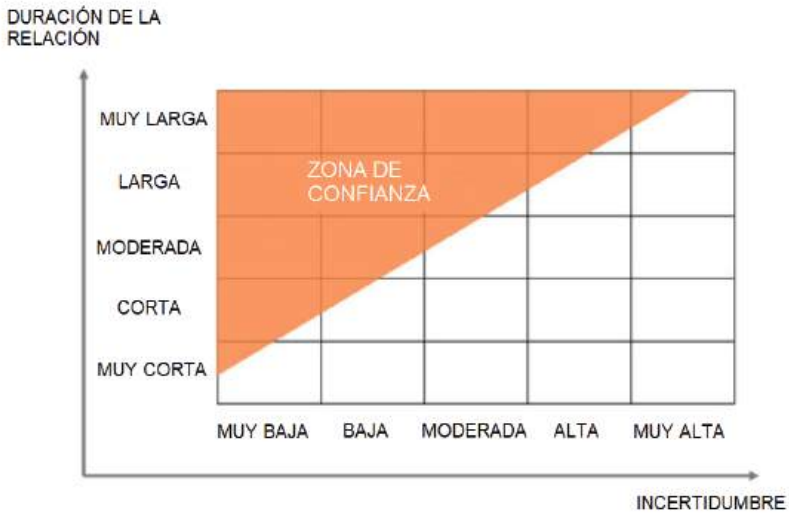 DURACIÓN DE LA
RELACIÓN
MUY LARGA
LARGA
MODERADA
CORTA
MUY CORTA
ZONA DE
CONFIANZA
MUY BAJA BAJA MODERADA ALTA MUY ALTA
INCERTIDUMBRE